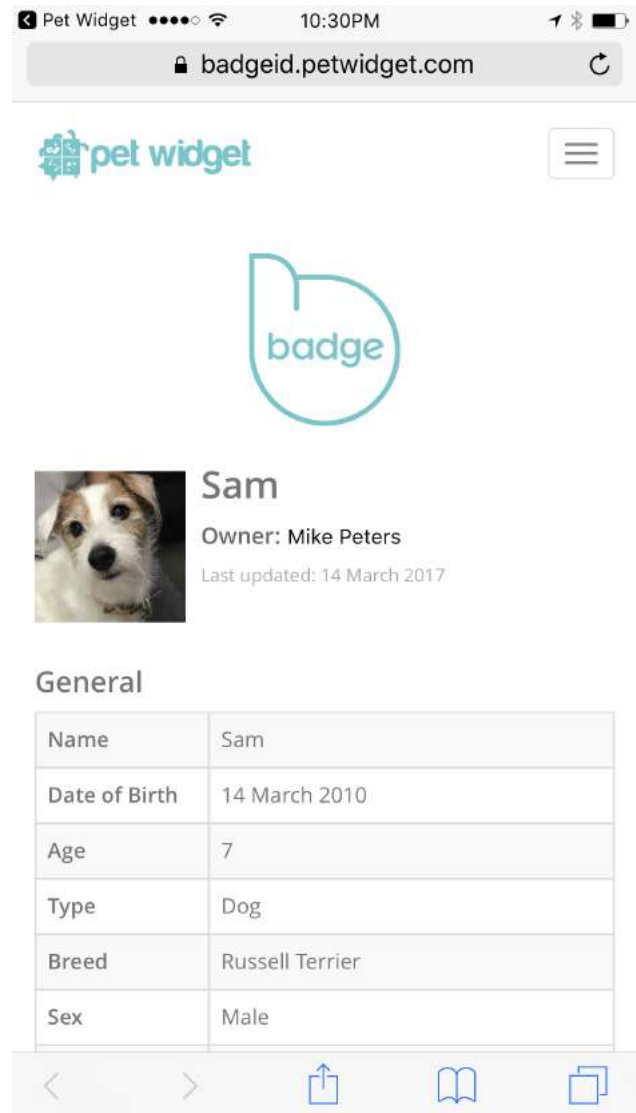 Pet Widget 10:30PM
badgeid.petwidget.com
pet widget
badge
Sam
Owner: Mike Peters
Last updated: 14 March 2017
General
Name Sam
Date of Birth 14 March 2010
Age 7
Type Dog
Breed Russell Terrier
Sex Male